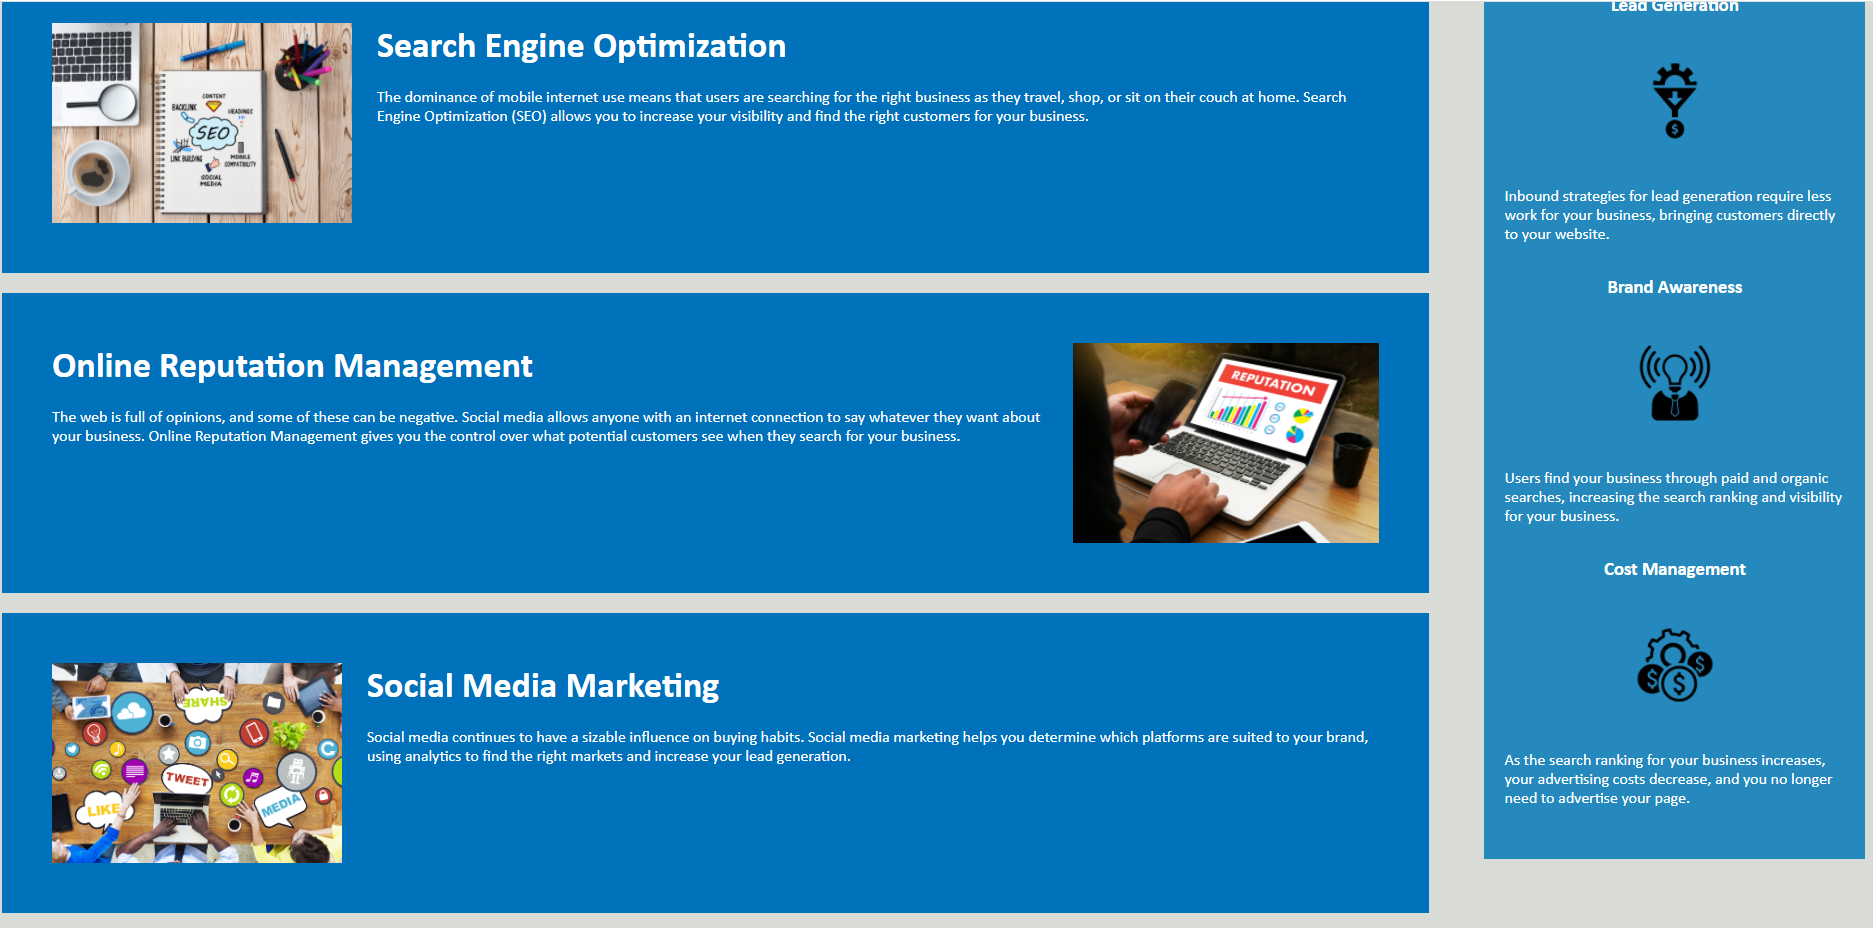 Search Engine Optimization
The dominance of mobile internet use means that users are searching for the right business as they travel, shop, or sit on their couch at home. Search
Engine Optimization (SEO) allows you to increase your visibility and find the right customers for your business.
CONTENT
BACKLINK
HEADINGS
SEO
LINK BUILDING
MOBILE
COMPATIBILITY
SOCIAL
MEDIA
Online Reputation Management
The web is full of opinions, and some of these can be negative. Social media allows anyone with an internet connection to say whatever they want about
your business. Online Reputation Management gives you the control over what potential customers see when they search for your business.
REPUTATION
Social Media Marketing
Social media continues to have a sizable influence on buying habits. Social media marketing helps you determine which platforms are suited to your brand,
using analytics to find the right markets and increase your lead generation.
SHARE
TWEET
LIKE
MEDIA
Lead Generation
$
Inbound strategies for lead generation require less
work for your business, bringing customers directly
to your website.
Brand Awareness
Users find your business through paid and organic
searches, increasing the search ranking and visibility
for your business.
Cost Management
$ $ $
As the search ranking for your business increases,
your advertising costs decrease, and you no longer
need to advertise your page.